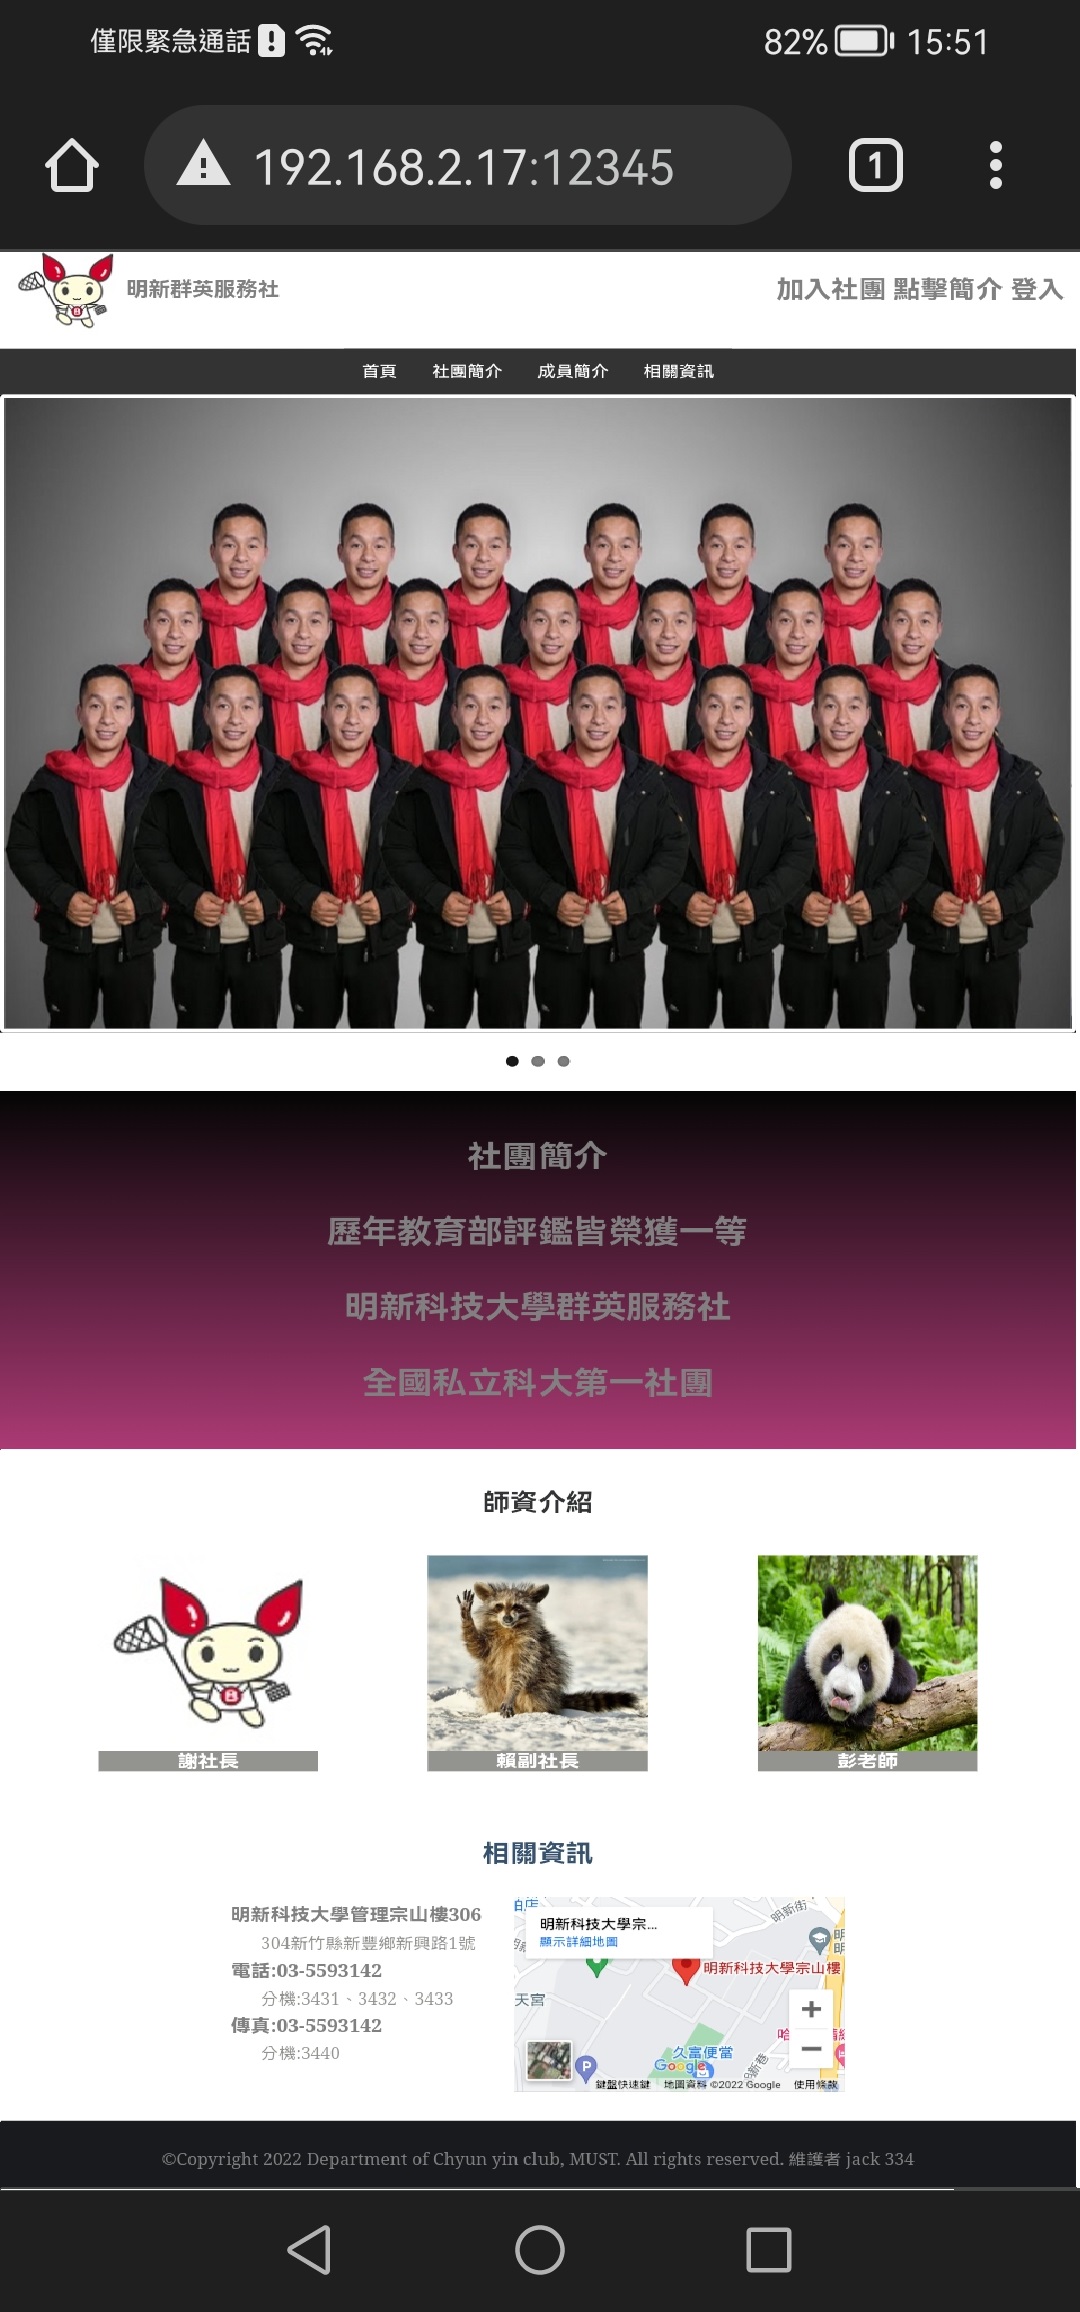 僅限緊急通話
82%
15:51
192.168.2.17:12345
1
明新群英服務社
加入社團 點擊簡介 登入
首頁 社團簡介 成員簡介 相關資訊
社團簡介
歷年教育部評鑑皆榮獲一等
明新科技大學群英服務社
全國私立科大第一社團
師資介紹
謝社長
賴副社長
彭老師
相關資訊
明新科技大學管理宗山樓306
304新竹縣新豐鄉新興路1號
電話:03-5593142
分機:3431、3432、3433
傳真:03-5593142
分機:3440
明新街
明新科技大學宗...
顯示詳細地圖
明新科技大學宗山樓
天宮
+
−
久富便當
Google
P
鍵盤快速鍵 地圖資料 ©2022 Google 使用條款
©Copyright 2022 Department of Chyun yin club, MUST. All rights reserved. 維護者 jack 334